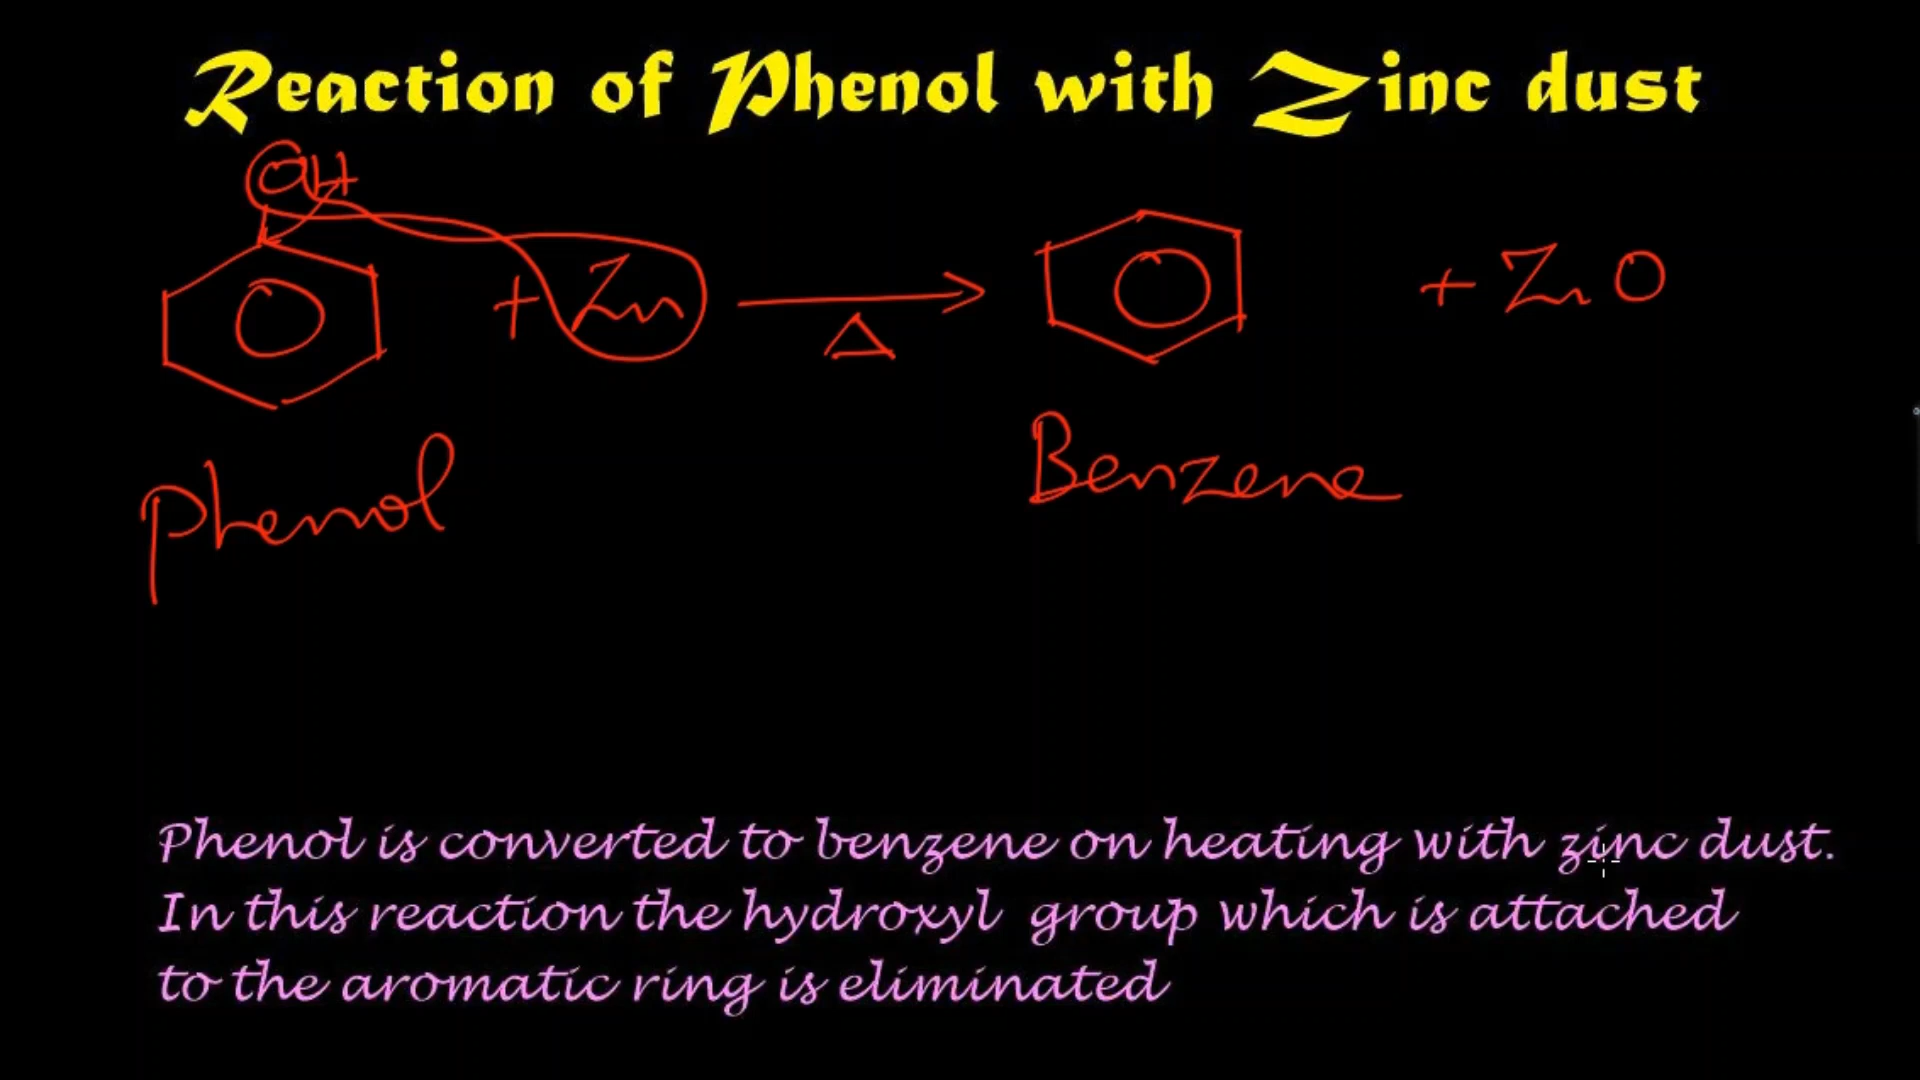 Reaction of Phenol with Zinc dust
OH
+ Zn
Δ
+ ZnO
Phenol
Benzene
Phenol is converted to benzene on heating with zinc dust.
In this reaction the hydroxyl group which is attached
to the aromatic ring is eliminated